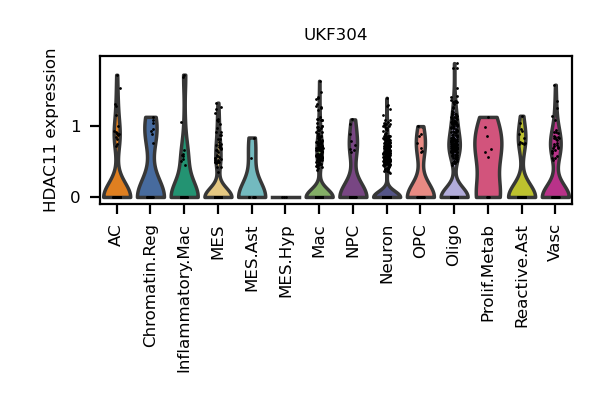 UKF304
HDAC11 expression
1
0
AC
Chromatin.Reg
Inflammatory.Mac
MES
MES.Ast
MES.Hyp
Mac
NPC
Neuron
OPC
Oligo
Prolif.Metab
Reactive.Ast
Vasc